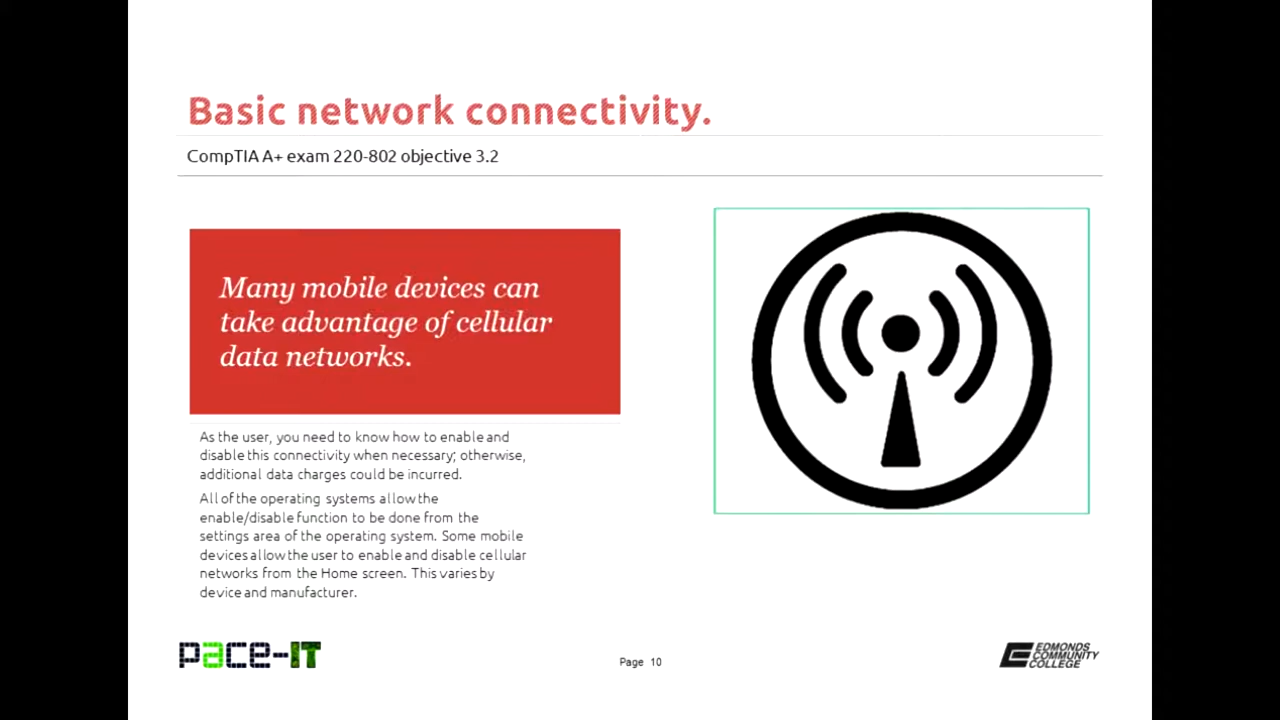 Basic network connectivity.
CompTIA A+ exam 220-802 objective 3.2
Many mobile devices can
take advantage of cellular
data networks.
As the user, you need to know how to enable and
disable this connectivity when necessary; otherwise,
additional data charges could be incurred.
All of the operating systems allow the
enable/disable function to be done from the
settings area of the operating system. Some mobile
devices allow the user to enable and disable cellular
networks from the Home screen. This varies by
device and manufacturer.
pace-IT
Page 10
EDMONDS
COMMUNITY
COLLEGE